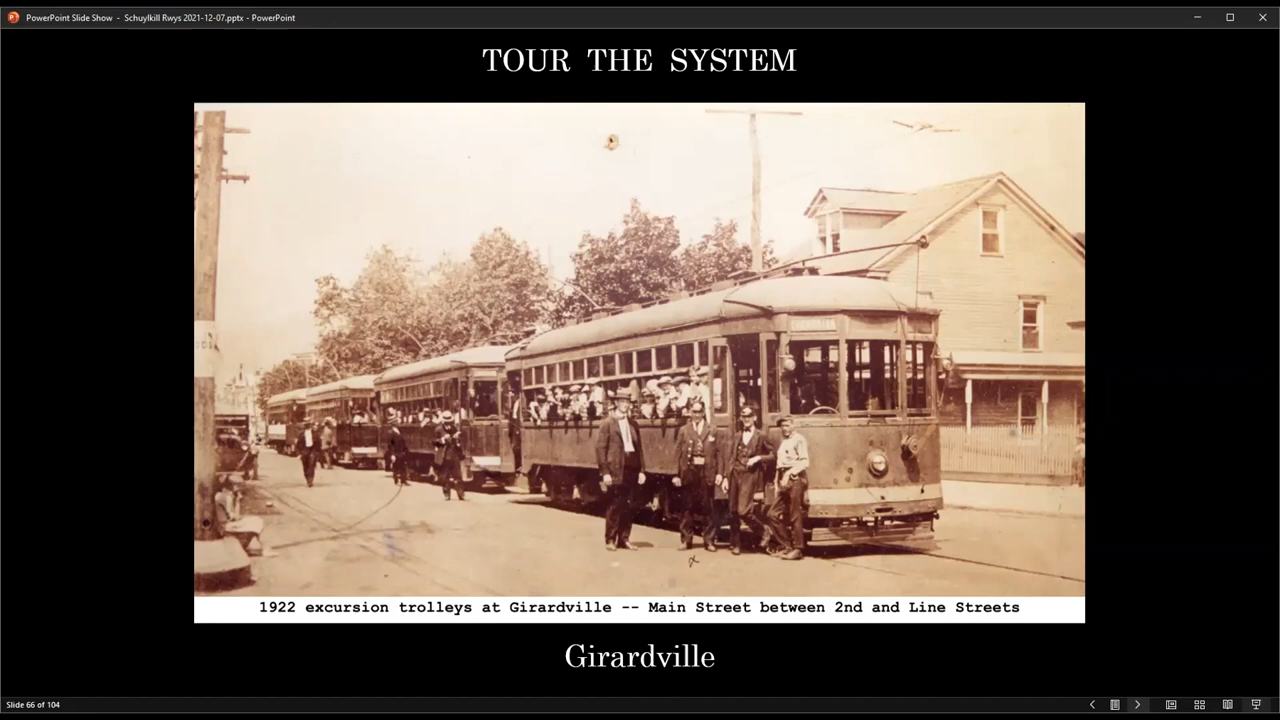 PowerPoint Slide Show - Schuylkill Rwys 2021-12-07.pptx - PowerPoint
TOUR THE SYSTEM
1922 excursion trolleys at Girardville -- Main Street between 2nd and Line Streets
Girardville
Slide 66 of 104